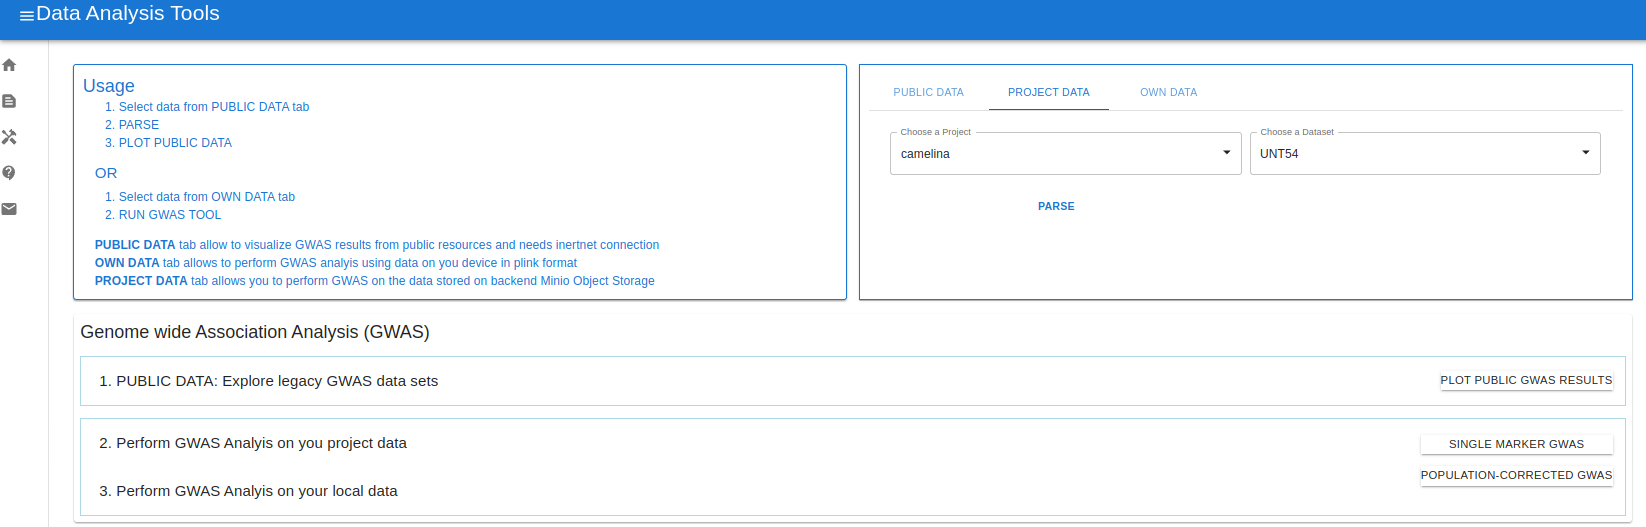 Data Analysis Tools
Usage
1. Select data from PUBLIC DATA tab
2. PARSE
3. PLOT PUBLIC DATA
OR
1. Select data from OWN DATA tab
2. RUN GWAS TOOL
PUBLIC DATA tab allow to visualize GWAS results from public resources and needs inertnet connection
OWN DATA tab allows to perform GWAS analyis using data on you device in plink format
PROJECT DATA tab allows you to perform GWAS on the data stored on backend Minio Object Storage
PUBLIC DATA PROJECT DATA OWN DATA
Choose a Project Choose a Dataset
camelina UNT54
PARSE
Genome wide Association Analysis (GWAS)
1. PUBLIC DATA: Explore legacy GWAS data sets PLOT PUBLIC GWAS RESULTS
2. Perform GWAS Analyis on you project data SINGLE MARKER GWAS
POPULATION-CORRECTED GWAS
3. Perform GWAS Analyis on your local data